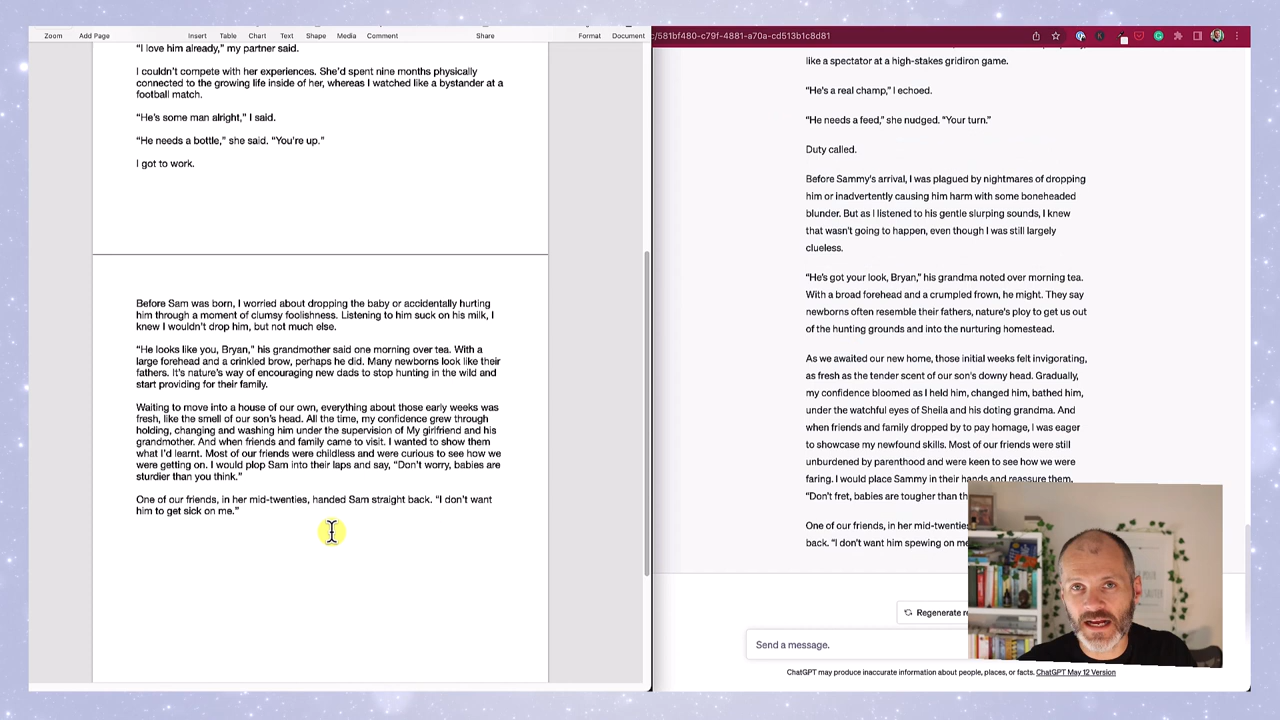 Zoom Add Page Insert Table Chart Text Shape Media Comment Share Format Document
“I love him already,” my partner said.
I couldn’t compete with her experiences. She’d spent nine months physically
connected to the growing life inside of her, whereas I watched like a bystander at a
football match.
“He’s some man alright,” I said.
“He needs a bottle,” she said. “You’re up.”
I got to work.
Before Sam was born, I worried about dropping the baby or accidentally hurting
him through a moment of clumsy foolishness. Listening to him suck on his milk, I
knew I wouldn’t drop him, but not much else.
“He looks like you, Bryan,” his grandmother said one morning over tea. With a
large forehead and a crinkled brow, perhaps he did. Many newborns look like their
fathers. It’s nature’s way of encouraging new dads to stop hunting in the wild and
start providing for their family.
Waiting to move into a house of our own, everything about those early weeks was
fresh, like the smell of our son’s head. All the time, my confidence grew through
holding, changing and washing him under the supervision of My girlfriend and his
grandmother. And when friends and family came to visit. I wanted to show them
what I’d learnt. Most of our friends were childless and were curious to see how we
were getting on. I would plop Sam into their laps and say, “Don’t worry, babies are
sturdier than you think.”
One of our friends, in her mid-twenties, handed Sam straight back. “I don’t want
him to get sick on me.”
/581bf480-c79f-4881-a70a-cd513b1c8d81
like a spectator at a high-stakes gridiron game.
“He’s a real champ,” I echoed.
“He needs a feed,” she nudged. “Your turn.”
Duty called.
Before Sammy’s arrival, I was plagued by nightmares of dropping
him or inadvertently causing him harm with some boneheaded
blunder. But as I listened to his gentle slurping sounds, I knew
that wasn’t going to happen, even though I was still largely
clueless.
“He’s got your look, Bryan,” his grandma noted over morning tea.
With a broad forehead and a crumpled frown, he might. They say
newborns often resemble their fathers, nature’s ploy to get us out
of the hunting grounds and into the nurturing homestead.
As we awaited our new home, those initial weeks felt invigorating,
as fresh as the tender scent of our son’s downy head. Gradually,
my confidence bloomed as I held him, changed him, bathed him,
under the watchful eyes of Sheila and his doting grandma. And
when friends and family dropped by to pay homage, I was eager
to showcase my newfound skills. Most of our friends were still
unburdened by parenthood and were keen to see how we were
faring. I would place Sammy in their hands and reassure them,
“Don’t fret, babies are tougher than th
One of our friends, in her mid-twenties
back. “I don’t want him spewing on me
Regenerate re
Send a message.
ChatGPT may produce inaccurate information about people, places, or facts. ChatGPT May 12 Version